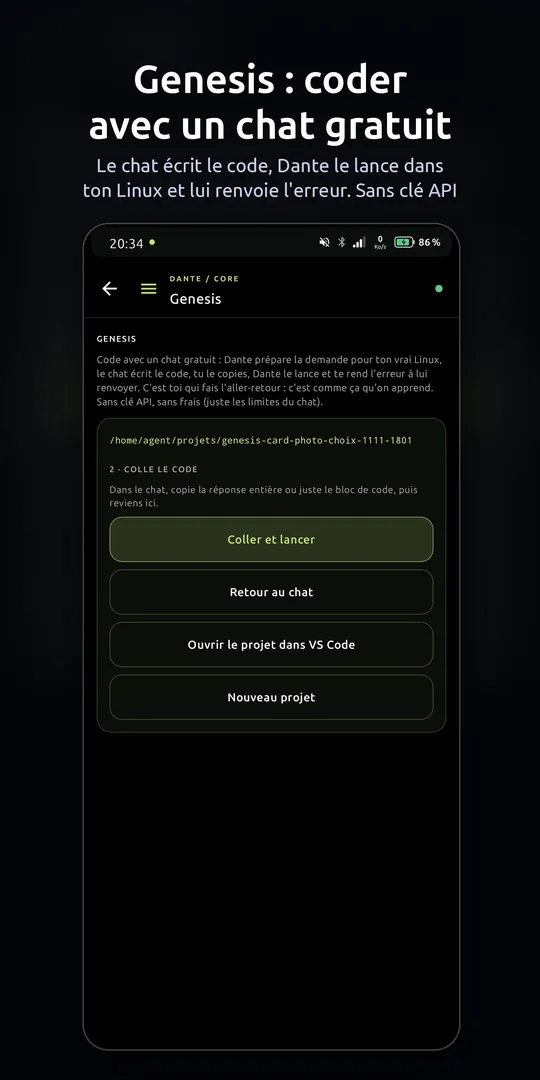 Genesis : coder
avec un chat gratuit
Le chat écrit le code, Dante le lance dans
ton Linux et lui renvoie l'erreur. Sans clé API
20:34
0
Ko/s
86 %
DANTE / CORE
Genesis
GENESIS
Code avec un chat gratuit : Dante prépare la demande pour ton vrai Linux,
le chat écrit le code, tu le copies, Dante le lance et te rend l'erreur à lui
renvoyer. C'est toi qui fais l'aller-retour : c'est comme ça qu'on apprend.
Sans clé API, sans frais (juste les limites du chat).
/home/agent/projets/genesis-card-photo-choix-1111-1801
2 · COLLE LE CODE
Dans le chat, copie la réponse entière ou juste le bloc de code, puis
reviens ici.
Coller et lancer
Retour au chat
Ouvrir le projet dans VS Code
Nouveau projet